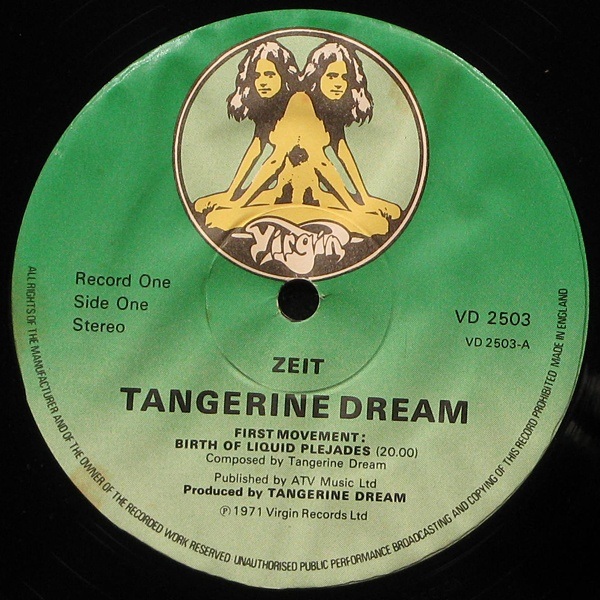 Virgin
Record One
Side One
Stereo
VD 2503
VD 2503-A
ZEIT
TANGERINE DREAM
FIRST MOVEMENT:
BIRTH OF LIQUID PLEJADES (20.00)
Composed by Tangerine Dream
Published by ATV Music Ltd
Produced by TANGERINE DREAM
℗ 1971 Virgin Records Ltd
ALL RIGHTS OF THE MANUFACTURER AND OF THE OWNER OF THE RECORDED WORK RESERVED. UNAUTHORISED PUBLIC PERFORMANCE BROADCASTING AND COPYING OF THIS RECORD PROHIBITED MADE IN ENGLAND